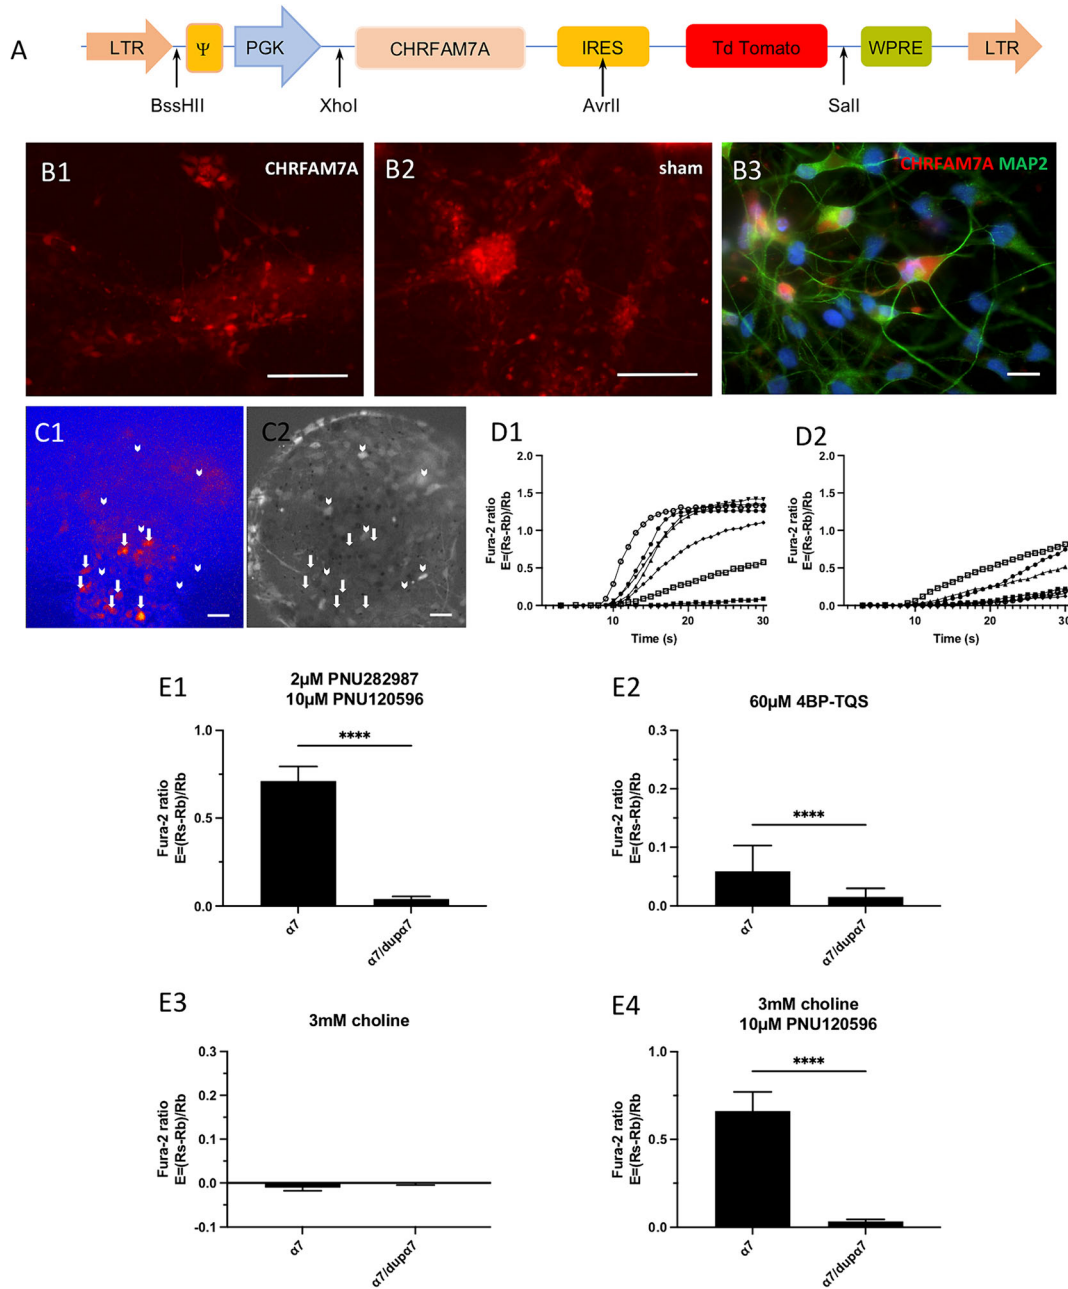 A
LTR Ψ PGK CHRFAM7A IRES Td Tomato WPRE LTR
BssHII XhoI AvrII SalI
B1 CHRFAM7A
B2 sham
B3 CHRFAM7A MAP2
C1
C2
D1
2.0
1.5
1.0
0.5
0.0
10 20 30
Time (s)
Fura-2 ratio
E=(Rs-Rb)/Rb
D2
2.0
1.5
1.0
0.5
0.0
10 20 30
Time (s)
Fura-2 ratio
E=(Rs-Rb)/Rb
E1
2µM PNU282987
10µM PNU120596
1.0
0.5
0.0
****
Fura-2 ratio
E=(Rs-Rb)/Rb
α7
α7/dupα7
E2
60µM 4BP-TQS
0.3
0.2
0.1
0.0
****
Fura-2 ratio
E=(Rs-Rb)/Rb
α7
α7/dupα7
E3
3mM choline
0.3
0.2
0.1
0.0
-0.1
Fura-2 ratio
E=(Rs-Rb)/Rb
α7
α7/dupα7
E4
3mM choline
10µM PNU120596
1.0
0.5
0.0
****
Fura-2 ratio
E=(Rs-Rb)/Rb
α7
α7/dupα7